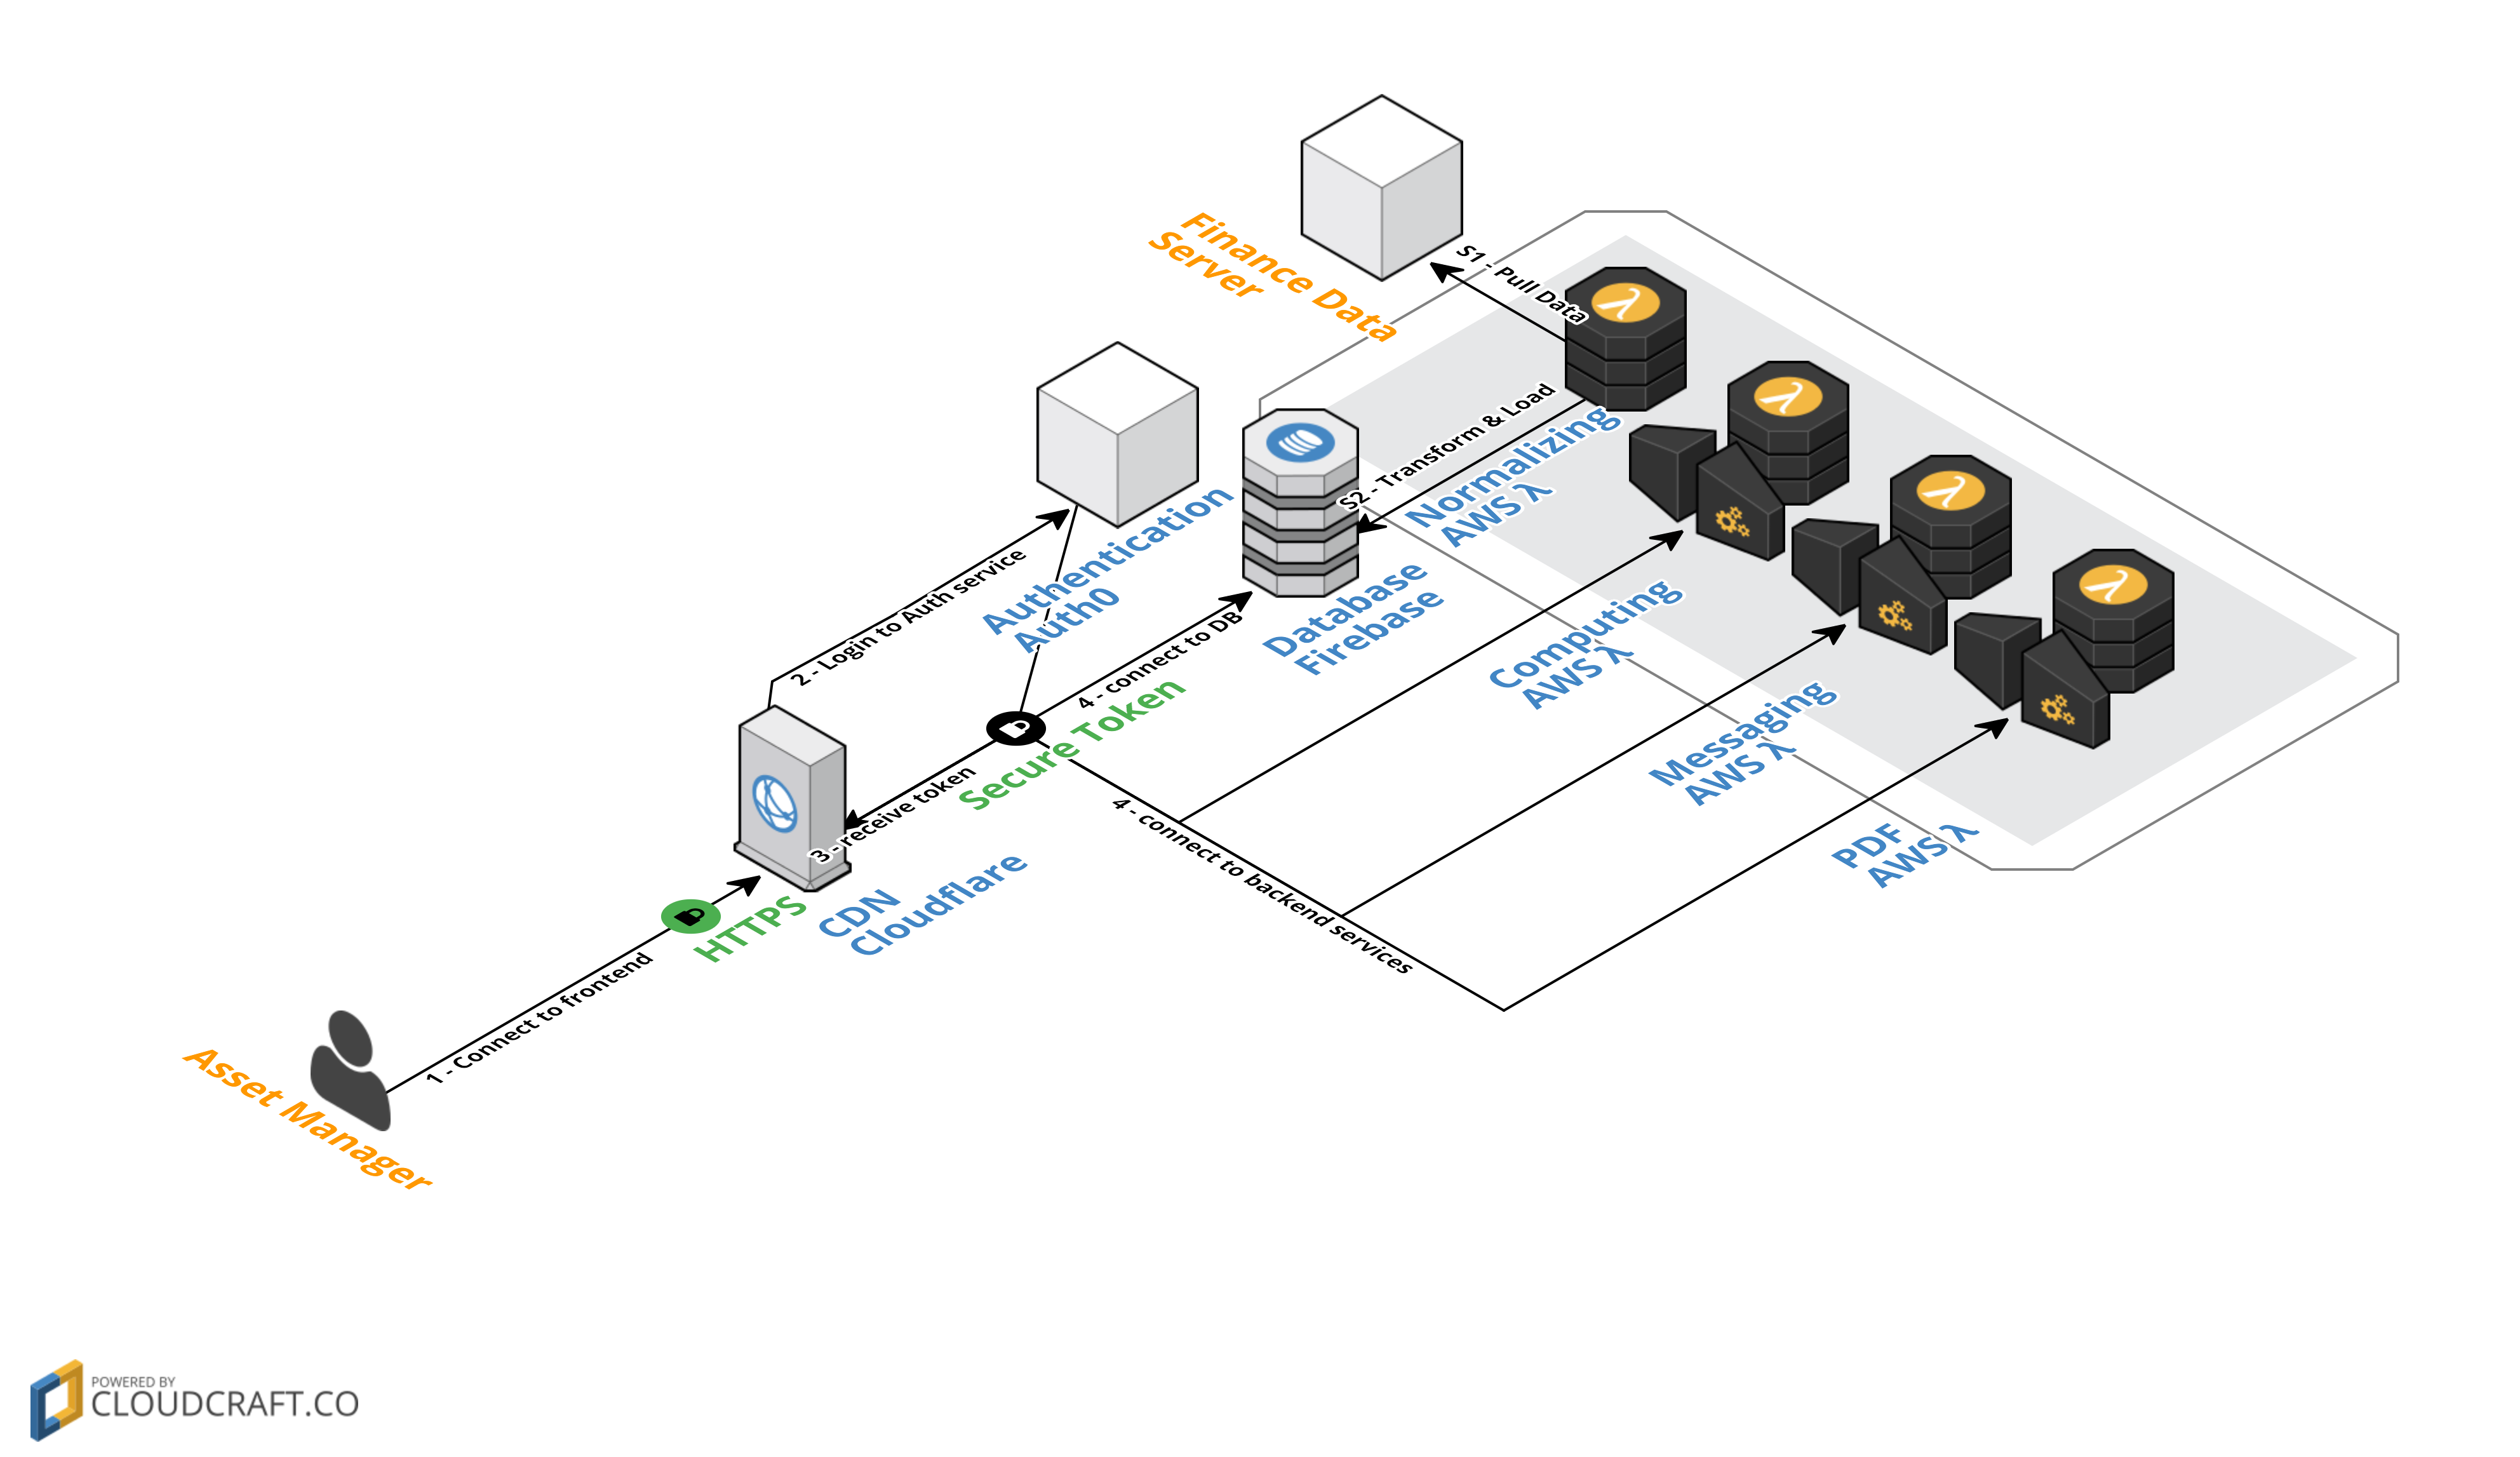 Finance Data
Server
S1 - Pull Data
S2 - Transform & Load
Normalizing
AWS λ
Authentication
Auth0
2 - Login to Auth service
Database
Firebase
4 - connect to DB
Secure Token
3 - receive token
Computing
AWS λ
Messaging
AWS λ
PDF
AWS λ
4 - connect to backend services
CDN
Cloudflare
HTTPS
1 - Connect to frontend
Asset Manager
POWERED BY
CLOUDCRAFT.CO